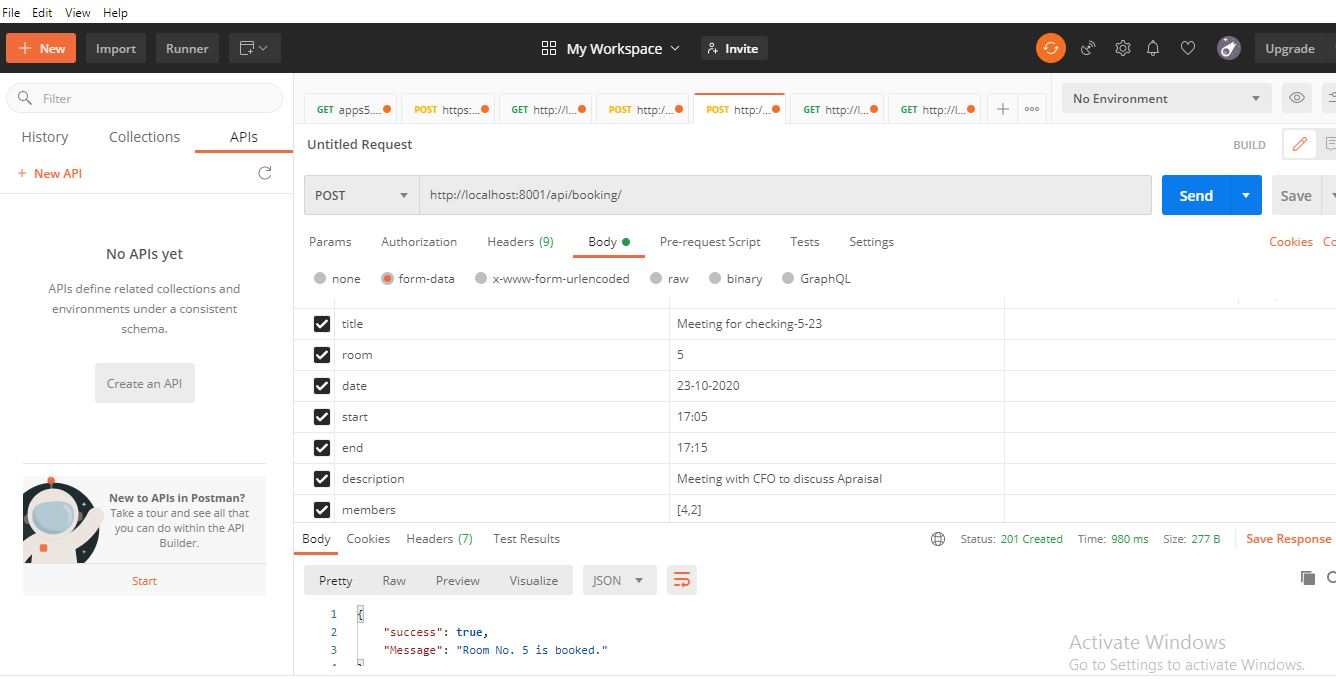 File Edit View Help
New Import Runner My Workspace Invite Upgrade
Filter
History Collections APIs
New API
No APIs yet
APIs define related collections and
environments under a consistent
schema.
Create an API
New to APIs in Postman?
Take a tour and see all that
you can do within the API
Builder.
Start
GET apps5.... POST https:... GET http://l... POST http:/... POST http:/... GET http://l... GET http://l... No Environment
Untitled Request BUILD
POST http://localhost:8001/api/booking/ Send Save
Params Authorization Headers (9) Body Pre-request Script Tests Settings Cookies Co
none form-data x-www-form-urlencoded raw binary GraphQL
title Meeting for checking-5-23
room 5
date 23-10-2020
start 17:05
end 17:15
description Meeting with CFO to discuss Apraisal
members [4,2]
Body Cookies Headers (7) Test Results Status: 201 Created Time: 980 ms Size: 277 B Save Response
Pretty Raw Preview Visualize JSON
1 {
2 "success": true,
3 "Message": "Room No. 5 is booked."
Activate Windows
Go to Settings to activate Windows.